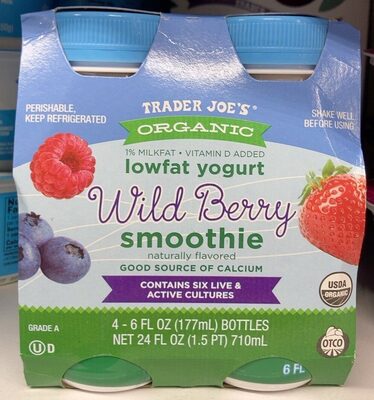 TRADER JOE'S®
ORGANIC
PERISHABLE,
KEEP REFRIGERATED
SHAKE WELL
BEFORE USING
1% MILKFAT • VITAMIN D ADDED
lowfat yogurt
Wild Berry
smoothie
naturally flavored
GOOD SOURCE OF CALCIUM
CONTAINS SIX LIVE &
ACTIVE CULTURES
USDA
ORGANIC
GRADE A
U D
4 - 6 FL OZ (177mL) BOTTLES
NET 24 FL OZ (1.5 PT) 710mL
OTCO
6 FL